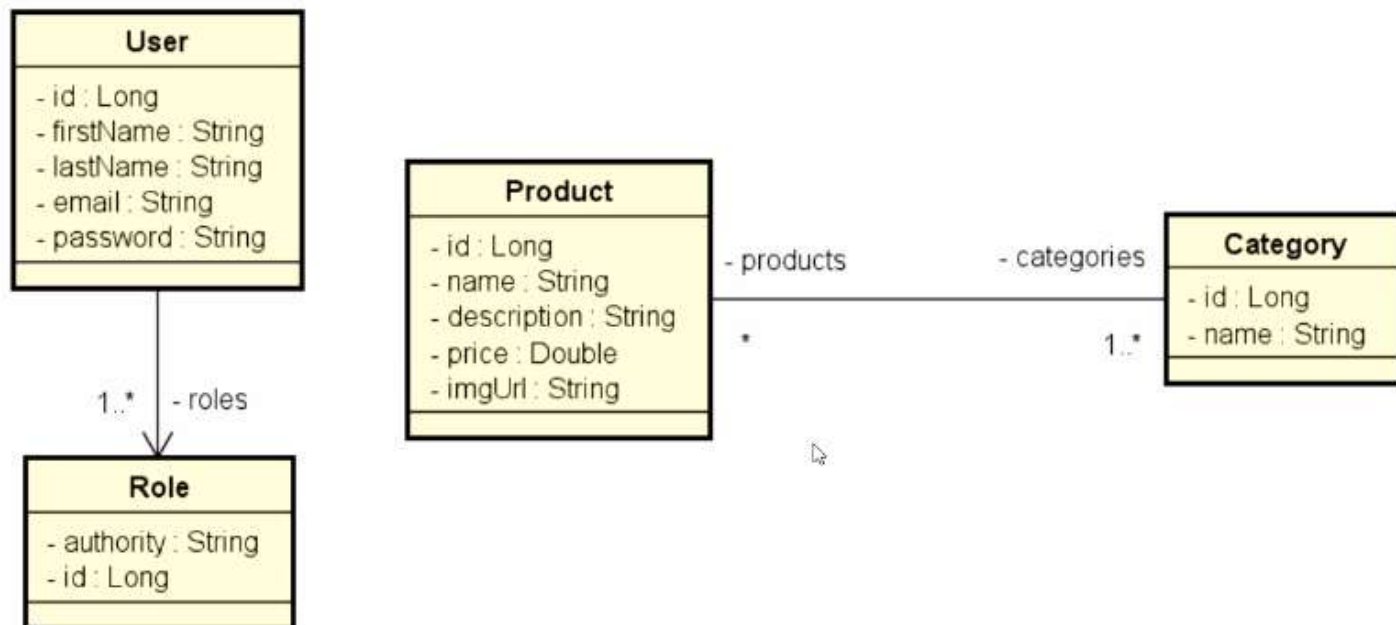 User
- id : Long
- firstName : String
- lastName : String
- email : String
- password : String
1..* - roles
Role
- authority : String
- id : Long
Product
- id : Long
- name : String
- description : String
- price : Double
- imgUrl : String
- products - categories
* 1..*
Category
- id : Long
- name : String